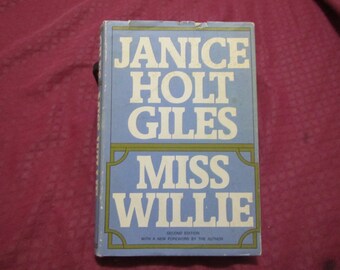 JANICE
HOLT
GILES
MISS
WILLIE
SECOND EDITION
WITH A NEW FOREWORD BY THE AUTHOR